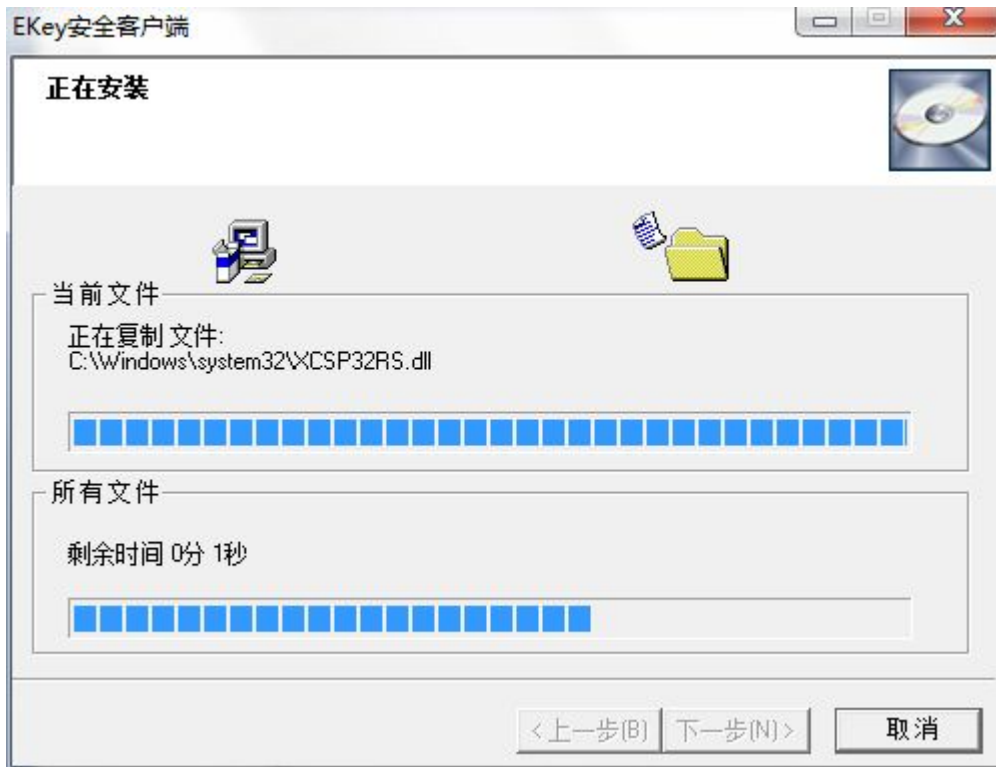 EKey安全客户端
正在安装
当前文件
正在复制 文件:
C:\Windows\system32\XCSP32RS.dll
所有文件
剩余时间 0分 1秒
<上一步(B) 下一步(N)> 取消